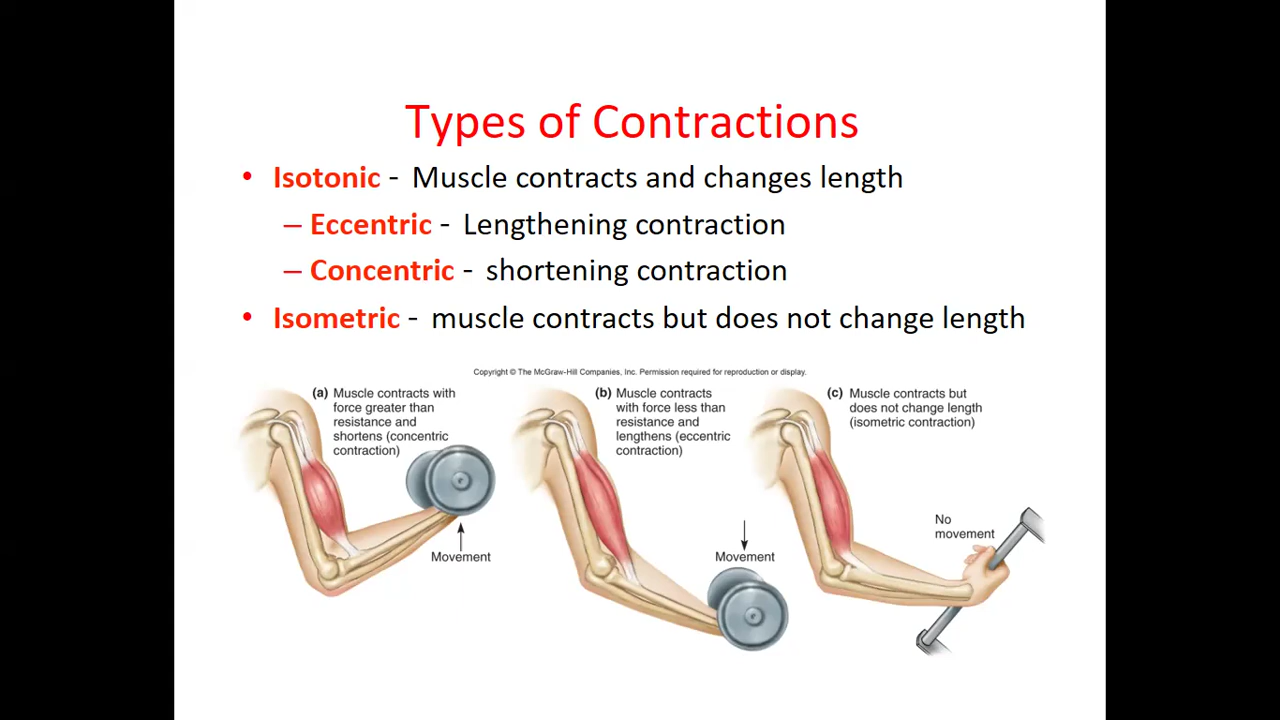 Types of Contractions
• Isotonic - Muscle contracts and changes length
– Eccentric - Lengthening contraction
– Concentric - shortening contraction
• Isometric - muscle contracts but does not change length
Copyright © The McGraw-Hill Companies, Inc. Permission required for reproduction or display.
(a) Muscle contracts with
force greater than
resistance and
shortens (concentric
contraction)
Movement
(b) Muscle contracts
with force less than
resistance and
lengthens (eccentric
contraction)
Movement
(c) Muscle contracts but
does not change length
(isometric contraction)
No
movement